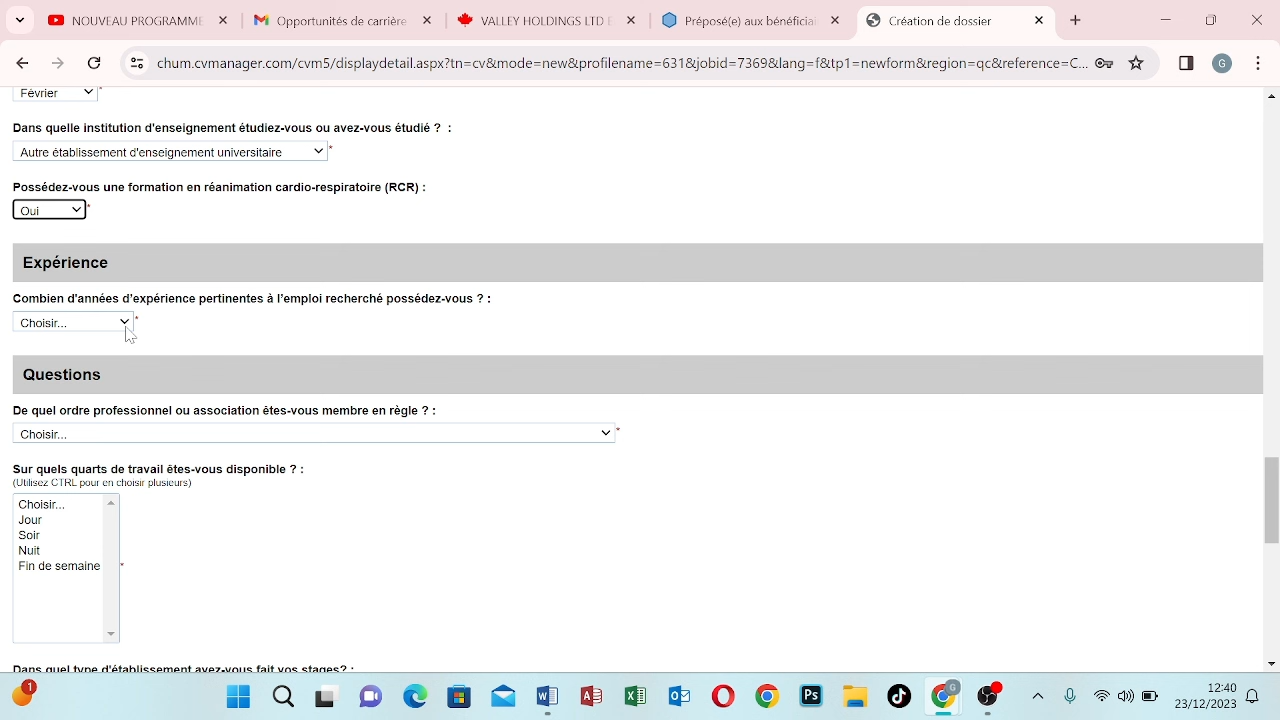 NOUVEAU PROGRAMME
Opportunités de carrière
VALLEY HOLDINGS LTD E
Préposé(e) aux bénéficiai
Création de dossier
chum.cvmanager.com/cvm5/displaydetail.aspx?tn=cv&mode=new&profilename=631&jobid=7369&lang=f&tp1=newform&region=qc&reference=C...
G
Février *
Dans quelle institution d'enseignement étudiez-vous ou avez-vous étudié ? :
Autre établissement d'enseignement universitaire *
Possédez-vous une formation en réanimation cardio-respiratoire (RCR) :
Oui *
Expérience
Combien d'années d'expérience pertinentes à l'emploi recherché possédez-vous ? :
Choisir... *
Questions
De quel ordre professionnel ou association êtes-vous membre en règle ? :
Choisir... *
Sur quels quarts de travail êtes-vous disponible ? :
(Utilisez CTRL pour en choisir plusieurs)
Choisir...
Jour
Soir
Nuit
Fin de semaine *
Dans quel type d'établissement avez-vous fait vos stages? :
1
W
A
X
O
Ps
G
12:40
23/12/2023